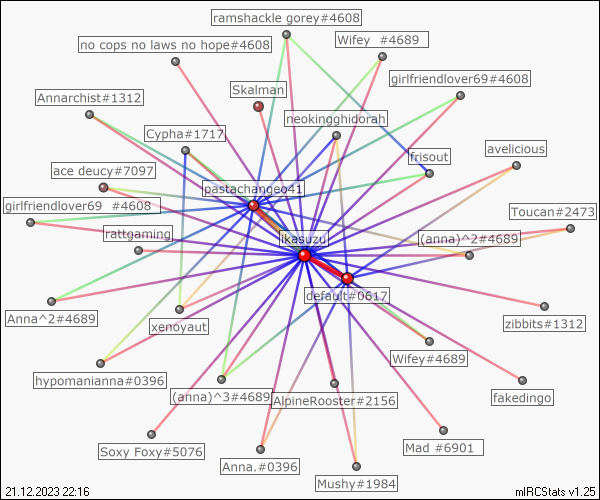 ramshackle gorey#4608
no cops no laws no hope#4608
Wifey  #4689
girlfriendlover69#4608
Skalman
Annarchist#1312
neokingghidorah
Cypha#1717
avelicious
frisout
ace deucy#7097
pastachangeo41
girlfriendlover69  #4608
Toucan#2473
rattgaming
ikasuzu
(anna)^2#4689
default#0617
Anna^2#4689
xenoyaut
zibbits#1312
Wifey#4689
hypomanianna#0396
(anna)^3#4689
AlpineRooster#2156
fakedingo
Soxy Foxy#5076
Mad #6901
Anna.#0396
Mushy#1984
21.12.2023 22:16
mIRCStats v1.25